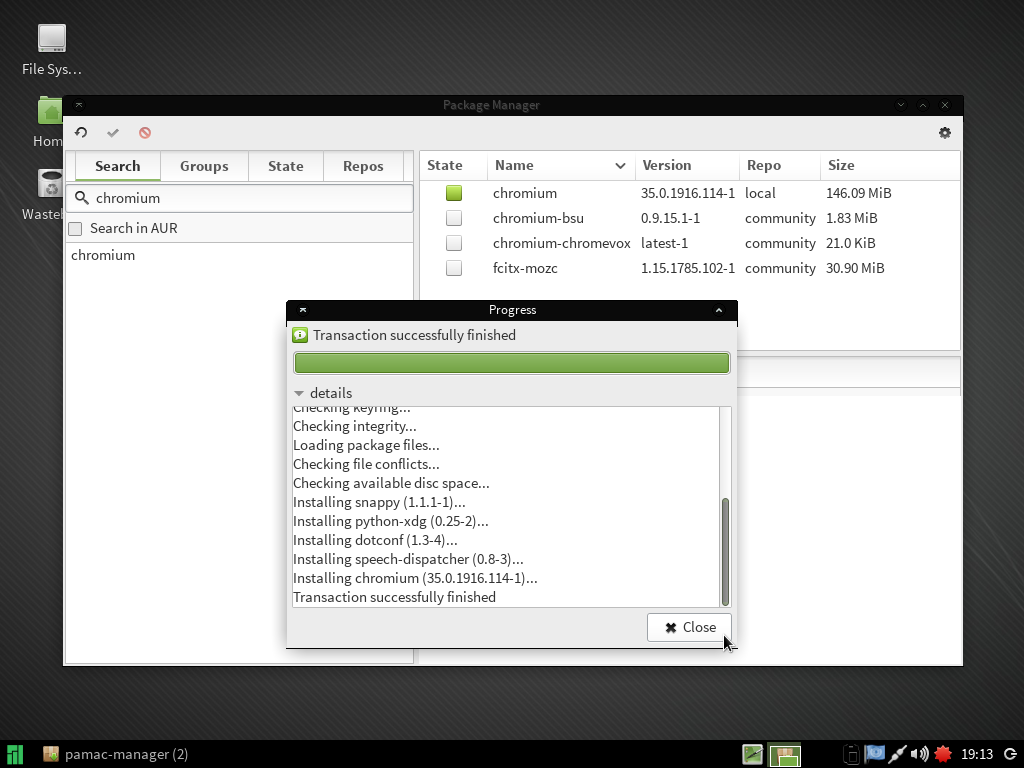 File Sys...
Home
Package Manager
Search
Groups
State
Repos
chromium
Search in AUR
chromium
State
Name
Version
Repo
Size
chromium
35.0.1916.114-1
local
146.09 MiB
chromium-bsu
0.9.15.1-1
community
1.83 MiB
chromium-chromevox
latest-1
community
21.0 KiB
fcitx-mozc
1.15.1785.102-1
community
30.90 MiB
Progress
Transaction successfully finished
details
Checking keyring...
Checking integrity...
Loading package files...
Checking file conflicts...
Checking available disc space...
Installing snappy (1.1.1-1)...
Installing python-xdg (0.25-2)...
Installing dotconf (1.3-4)...
Installing speech-dispatcher (0.8-3)...
Installing chromium (35.0.1916.114-1)...
Transaction successfully finished
Close
pamac-manager (2)
19:13